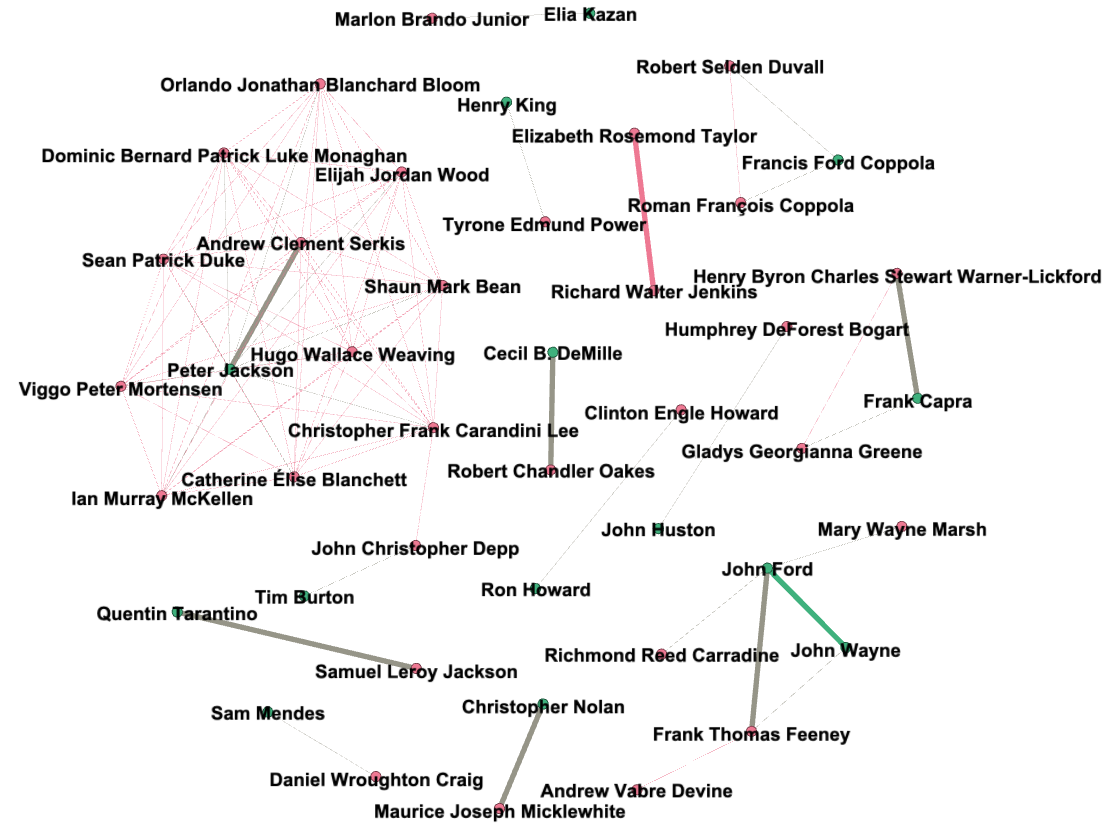 Marlon Brando Junior
Elia Kazan
Robert Selden Duvall
Orlando Jonathan Blanchard Bloom
Henry King
Elizabeth Rosemond Taylor
Dominic Bernard Patrick Luke Monaghan
Francis Ford Coppola
Elijah Jordan Wood
Roman François Coppola
Tyrone Edmund Power
Andrew Clement Serkis
Sean Patrick Duke
Henry Byron Charles Stewart Warner-Lickford
Shaun Mark Bean
Richard Walter Jenkins
Humphrey DeForest Bogart
Hugo Wallace Weaving
Cecil B. DeMille
Peter Jackson
Viggo Peter Mortensen
Frank Capra
Clinton Engle Howard
Christopher Frank Carandini Lee
Gladys Georgianna Greene
Robert Chandler Oakes
Catherine Élise Blanchett
Ian Murray McKellen
John Huston
Mary Wayne Marsh
John Christopher Depp
John Ford
Ron Howard
Tim Burton
Quentin Tarantino
John Wayne
Richmond Reed Carradine
Samuel Leroy Jackson
Christopher Nolan
Sam Mendes
Frank Thomas Feeney
Daniel Wroughton Craig
Andrew Vabre Devine
Maurice Joseph Micklewhite